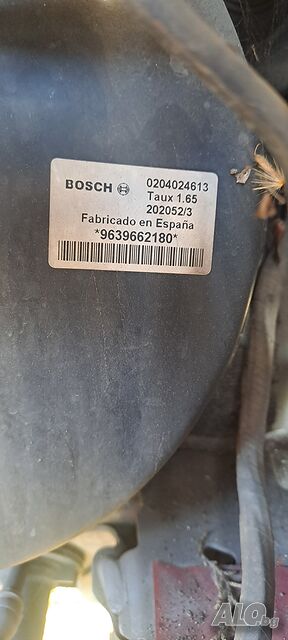 BOSCH 0204024613
Taux 1.65
202052/3
Fabricado en España
*9639662180*
ALO.bg